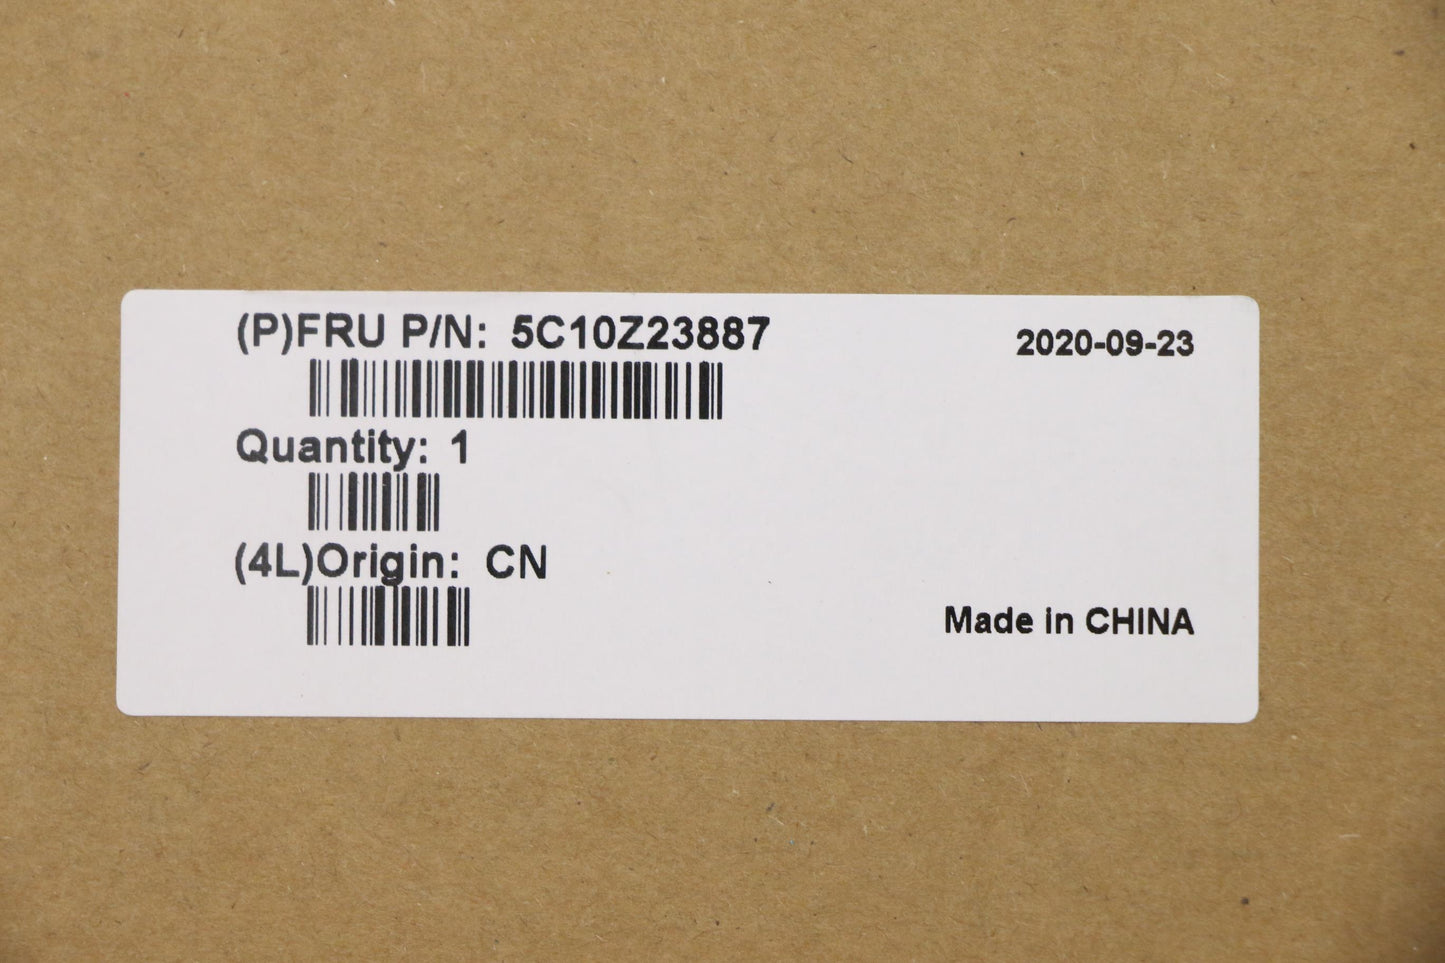 (P)FRU P/N: 5C10Z23887
2020-09-23
Quantity: 1
(4L)Origin: CN
Made in CHINA